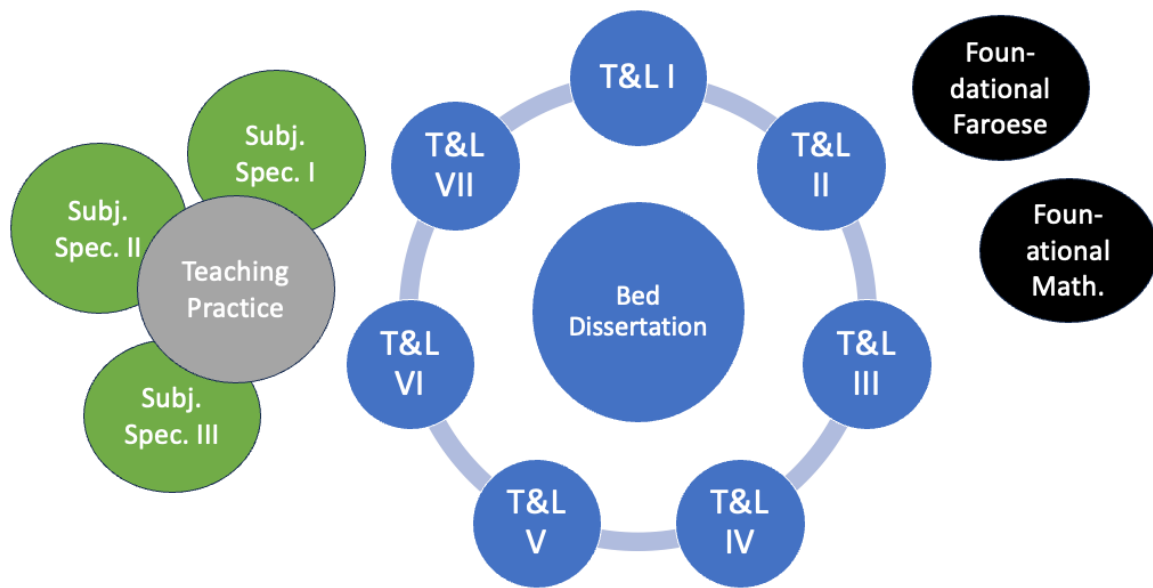 T&L I
T&L
II
T&L
III
T&L
IV
T&L
V
T&L
VI
T&L
VII
Bed
Dissertation
Subj.
Spec. I
Subj.
Spec. II
Subj.
Spec. III
Teaching
Practice
Foun-
dational
Faroese
Foun-
ational
Math.